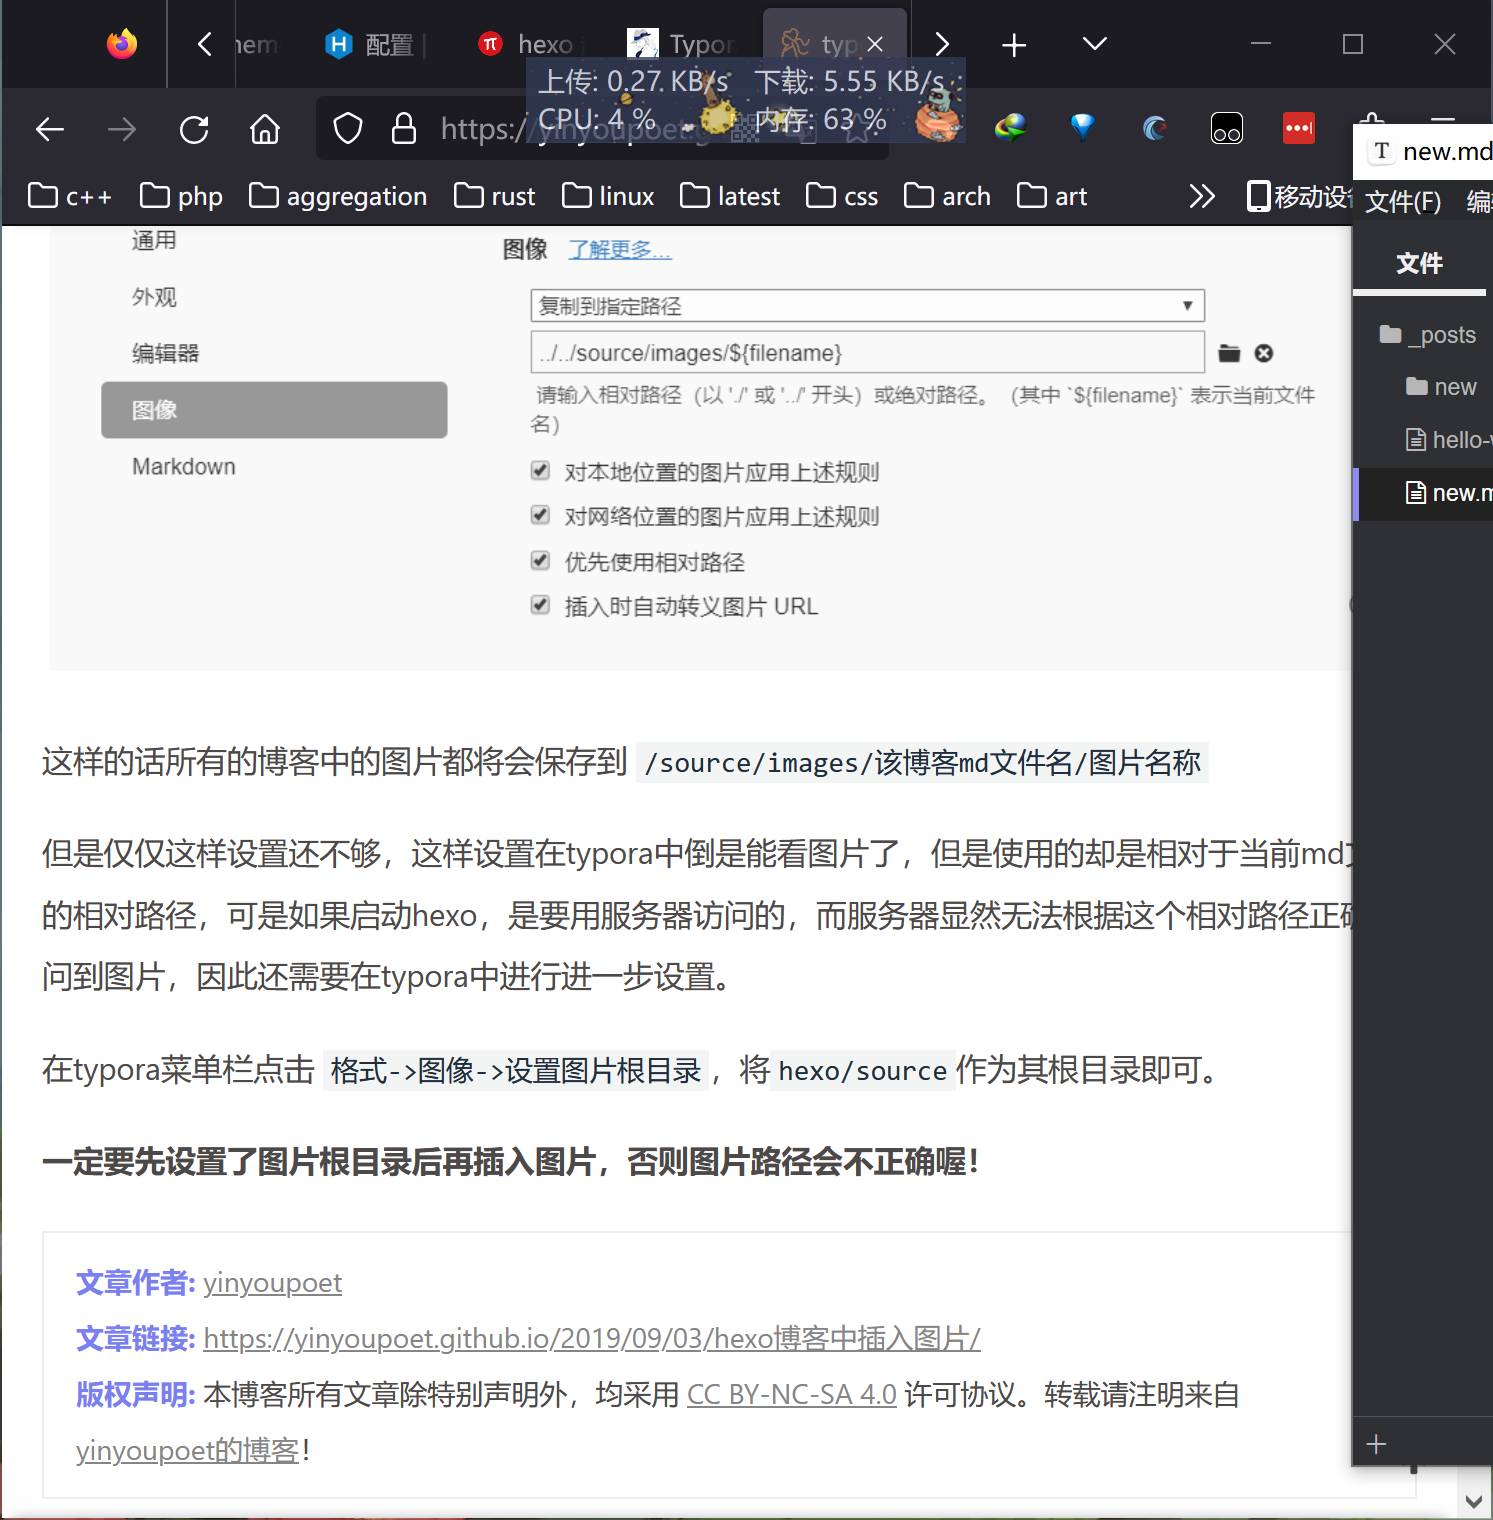 配置
hexo
Typor
typ
上传: 0.27 KB/s 下载: 5.55 KB/s
CPU: 4 % 内存: 63 %
https://yinyoupoet.g
c++
php
aggregation
rust
linux
latest
css
arch
art
移动设备
new.md
文件(F)
编辑
文件
_posts
new
hello-w
new.m
通用
外观
编辑器
图像
Markdown
图像 了解更多...
复制到指定路径
../../source/images/${filename}
请输入相对路径（以 './' 或 '../' 开头）或绝对路径。（其中 `${filename}` 表示当前文件
名）
对本地位置的图片应用上述规则
对网络位置的图片应用上述规则
优先使用相对路径
插入时自动转义图片 URL
这样的话所有的博客中的图片都将会保存到 /source/images/该博客md文件名/图片名称
但是仅仅这样设置还不够，这样设置在typora中倒是能看图片了，但是使用的却是相对于当前md文
的相对路径，可是如果启动hexo，是要用服务器访问的，而服务器显然无法根据这个相对路径正确
问到图片，因此还需要在typora中进行进一步设置。
在typora菜单栏点击 格式->图像->设置图片根目录 ，将 hexo/source 作为其根目录即可。
一定要先设置了图片根目录后再插入图片，否则图片路径会不正确喔！
文章作者: yinyoupoet
文章链接: https://yinyoupoet.github.io/2019/09/03/hexo博客中插入图片/
版权声明: 本博客所有文章除特别声明外，均采用 CC BY-NC-SA 4.0 许可协议。转载请注明来自
yinyoupoet的博客！